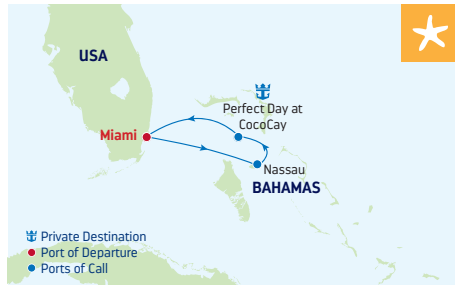 USA
Perfect Day at
CocoCay
Miami
Nassau
BAHAMAS
Private Destination
Port of Departure
Ports of Call